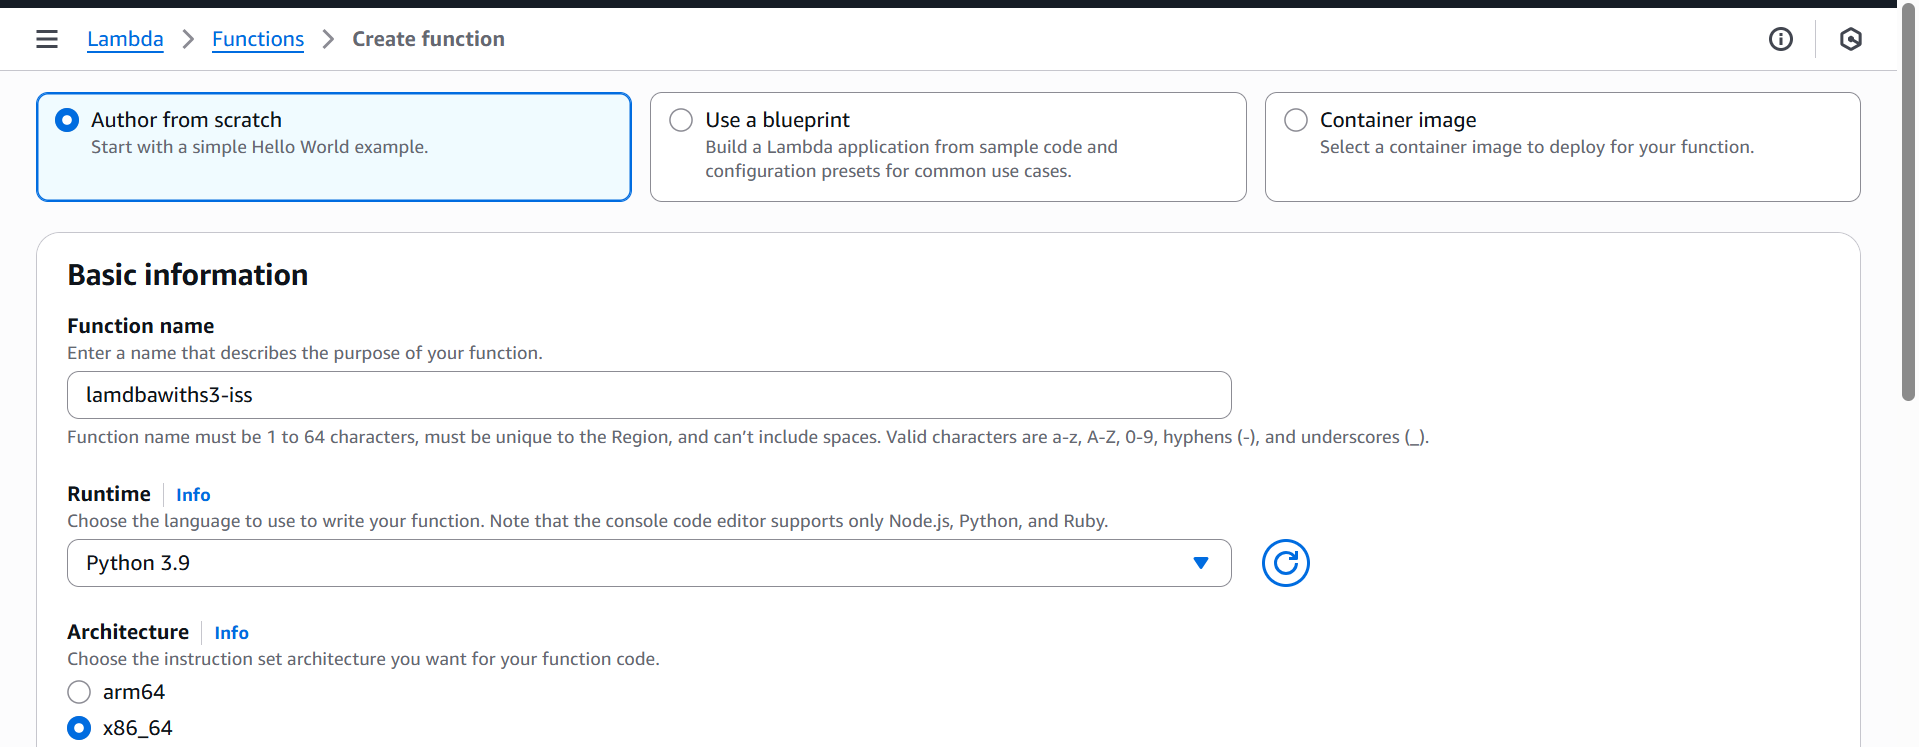 Lambda > Functions > Create function
Author from scratch
Start with a simple Hello World example.
Use a blueprint
Build a Lambda application from sample code and
configuration presets for common use cases.
Container image
Select a container image to deploy for your function.
Basic information
Function name
Enter a name that describes the purpose of your function.
lamdbawiths3-iss
Function name must be 1 to 64 characters, must be unique to the Region, and can’t include spaces. Valid characters are a-z, A-Z, 0-9, hyphens (-), and underscores (_).
Runtime Info
Choose the language to use to write your function. Note that the console code editor supports only Node.js, Python, and Ruby.
Python 3.9
Architecture Info
Choose the instruction set architecture you want for your function code.
arm64
x86_64